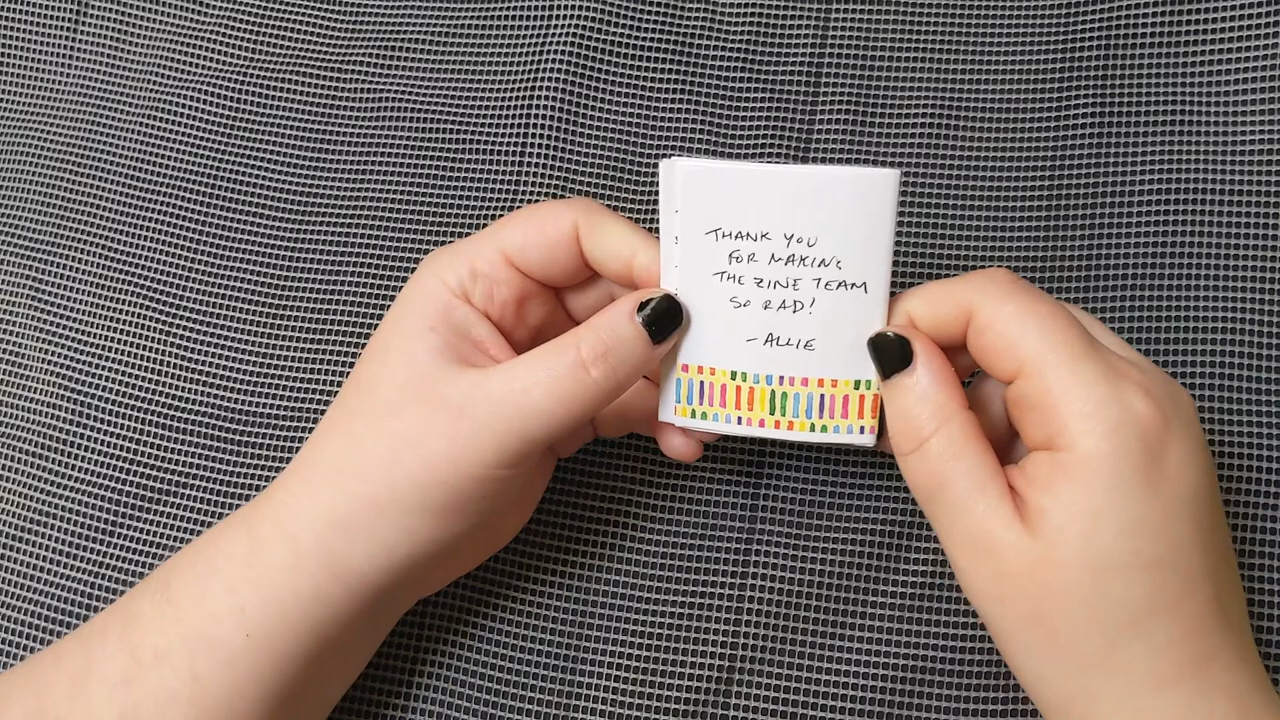 THANK YOU
FOR MAKING
THE ZINE TEAM
SO RAD!
-ALLIE